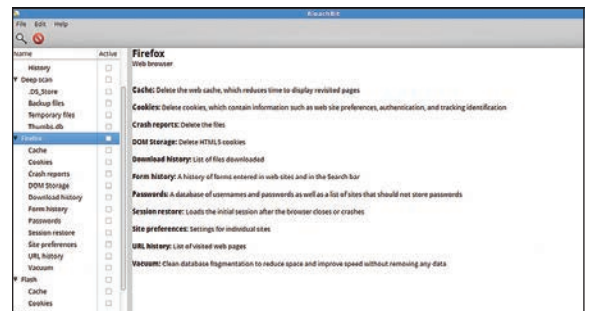 BleachBit
File Edit Help
Name Active
History
Deep scan
.DS_Store
Backup files
Temporary files
Thumbs.db
Firefox
Cache
Cookies
Crash reports
DOM Storage
Download history
Form history
Passwords
Session restore
Site preferences
URL history
Vacuum
Flash
Cache
Cookies
Firefox
Web browser
Cache: Delete the web cache, which reduces time to display revisited pages
Cookies: Delete cookies, which contain information such as web site preferences, authentication, and tracking identification
Crash reports: Delete the files
DOM Storage: Delete HTML5 cookies
Download history: List of files downloaded
Form history: A history of forms entered in web sites and in the Search bar
Passwords: A database of usernames and passwords as well as a list of sites that should not store passwords
Session restore: Loads the initial session after the browser closes or crashes
Site preferences: Settings for individual sites
URL history: List of visited web pages
Vacuum: Clean database fragmentation to reduce space and improve speed without removing any data